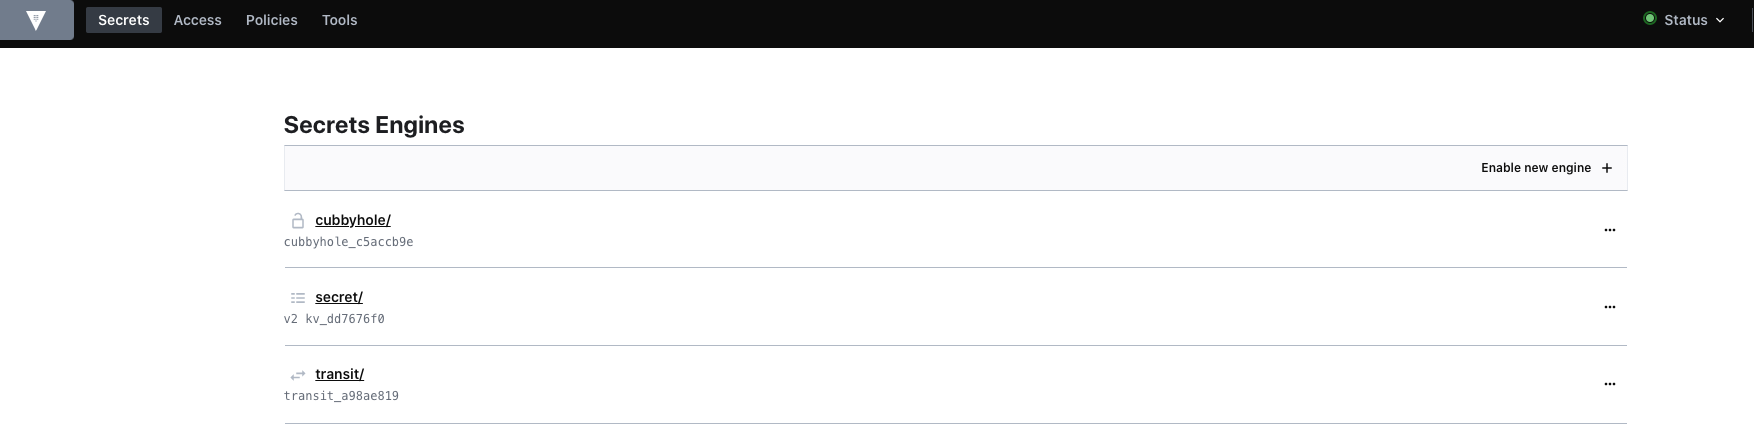 Secrets Access Policies Tools Status
Secrets Engines
Enable new engine +
cubbyhole/
cubbyhole_c5accb9e
secret/
v2 kv_dd7676f0
transit/
transit_a98ae819